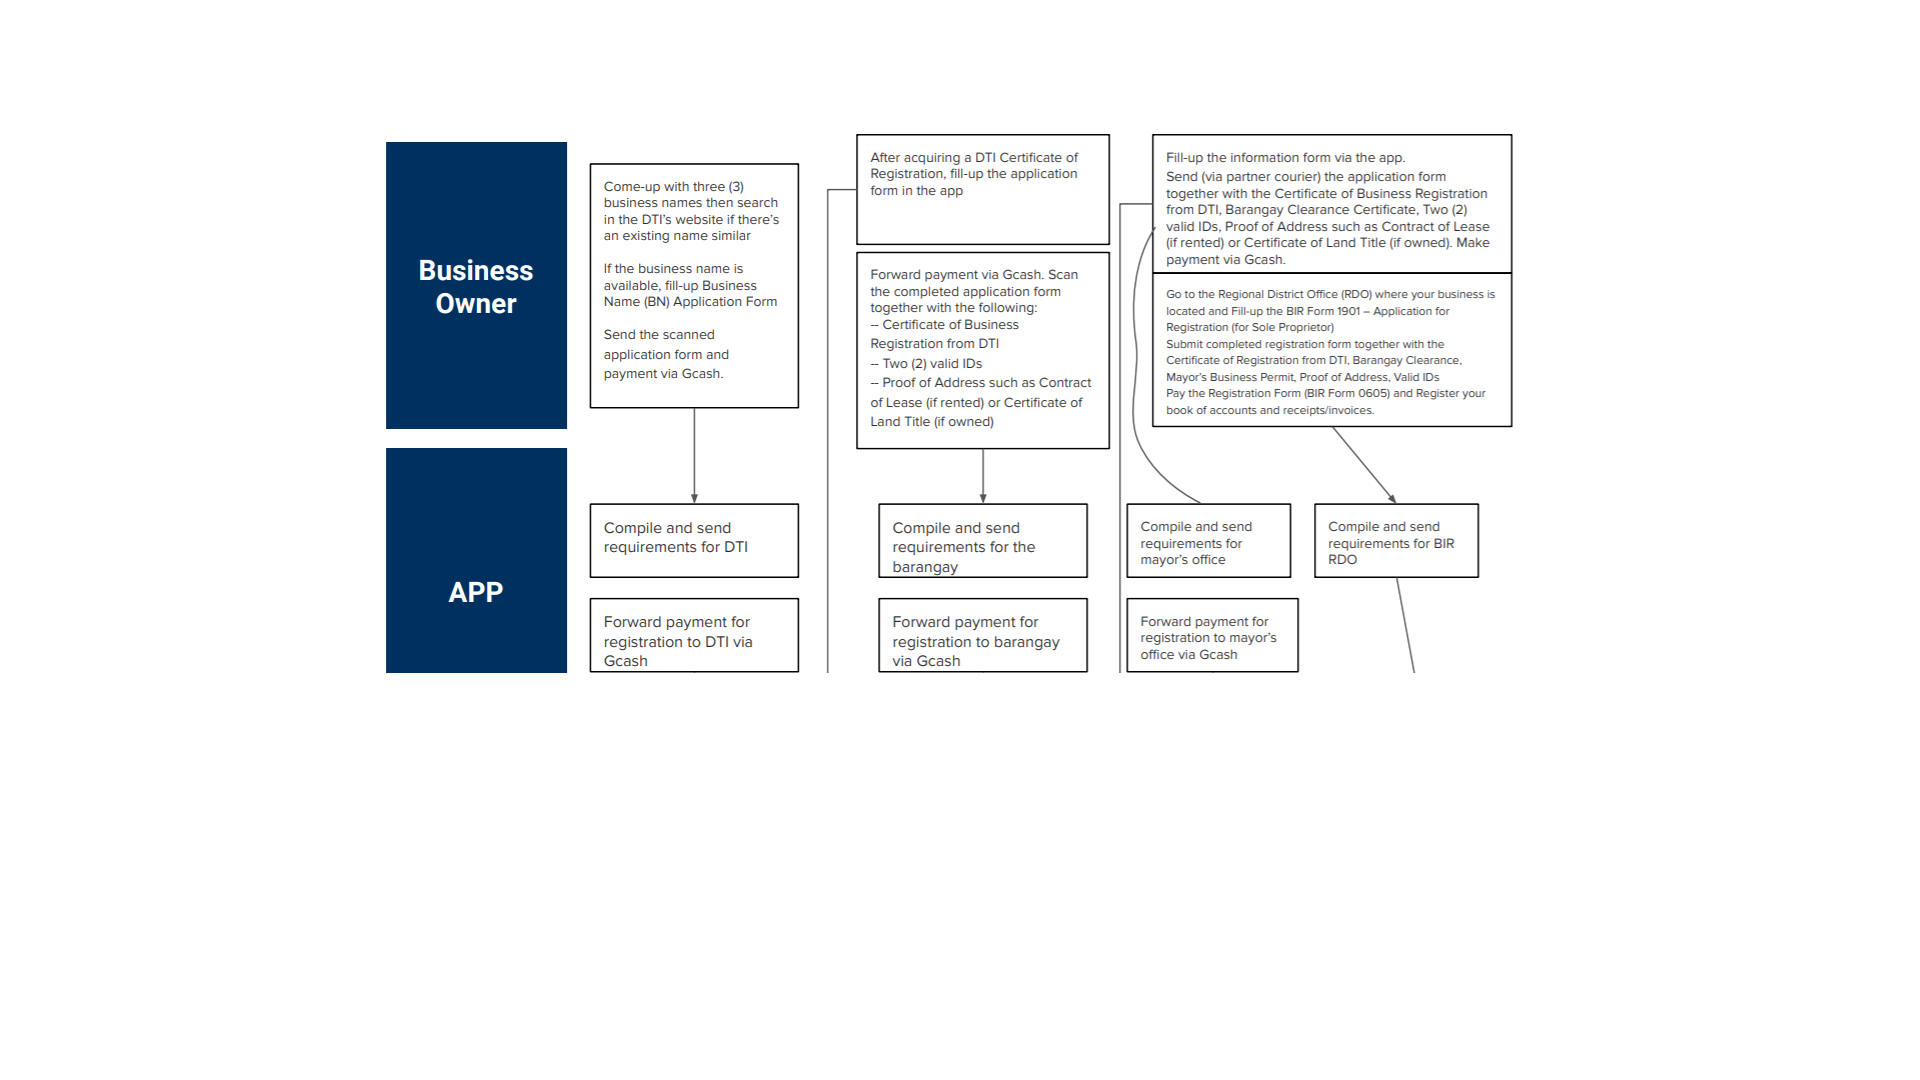 Business
Owner
Come-up with three (3)
business names then search
in the DTI's website if there's
an existing name similar
If the business name is
available, fill-up Business
Name (BN) Application Form
Send the scanned
application form and
payment via Gcash.
After acquiring a DTI Certificate of
Registration, fill-up the application
form in the app
Forward payment via Gcash. Scan
the completed application form
together with the following:
-- Certificate of Business
Registration from DTI
-- Two (2) valid IDs
-- Proof of Address such as Contract
of Lease (if rented) or Certificate of
Land Title (if owned)
Fill-up the information form via the app.
Send (via partner courier) the application form
together with the Certificate of Business Registration
from DTI, Barangay Clearance Certificate, Two (2)
valid IDs, Proof of Address such as Contract of Lease
(if rented) or Certificate of Land Title (if owned). Make
payment via Gcash.
Go to the Regional District Office (RDO) where your business is
located and Fill-up the BIR Form 1901 – Application for
Registration (for Sole Proprietor)
Submit completed registration form together with the
Certificate of Registration from DTI, Barangay Clearance,
Mayor's Business Permit, Proof of Address, Valid IDs
Pay the Registration Form (BIR Form 0605) and Register your
book of accounts and receipts/invoices.
APP
Compile and send
requirements for DTI
Compile and send
requirements for the
barangay
Compile and send
requirements for
mayor's office
Compile and send
requirements for BIR
RDO
Forward payment for
registration to DTI via
Gcash
Forward payment for
registration to barangay
via Gcash
Forward payment for
registration to mayor's
office via Gcash